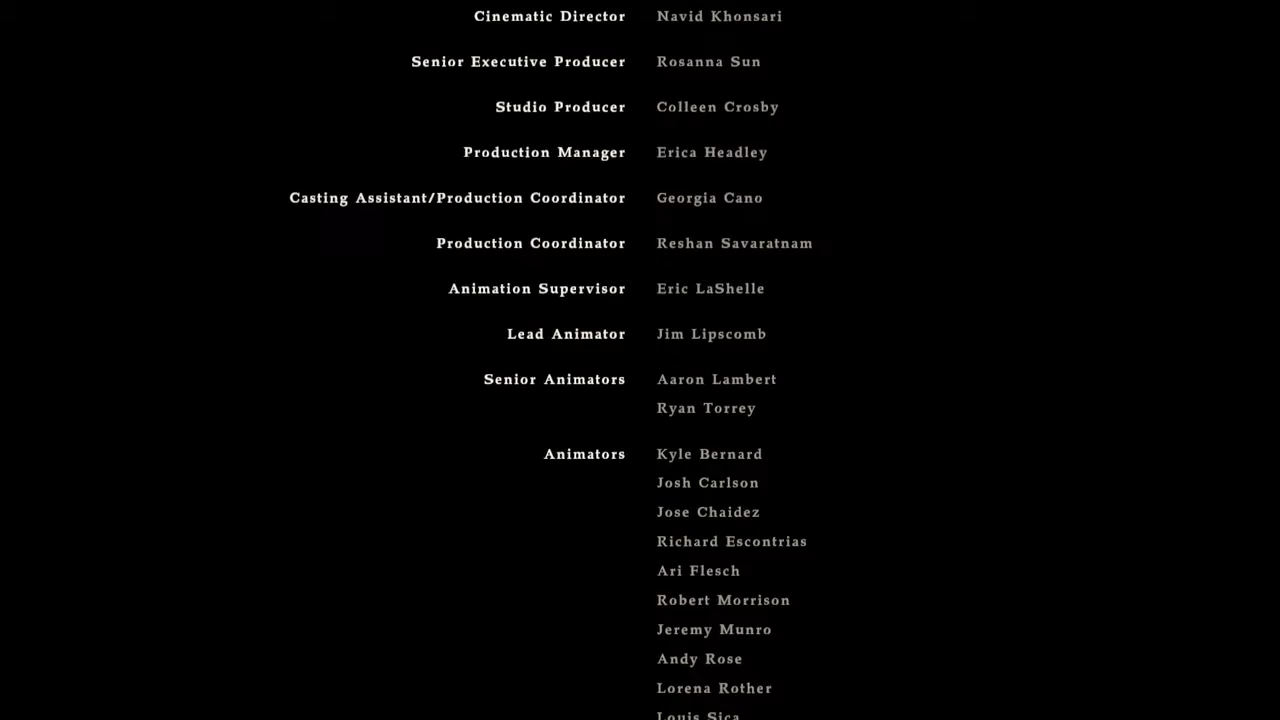 Cinematic Director Navid Khonsari
Senior Executive Producer Rosanna Sun
Studio Producer Colleen Crosby
Production Manager Erica Headley
Casting Assistant/Production Coordinator Georgia Cano
Production Coordinator Reshan Savaratnam
Animation Supervisor Eric LaShelle
Lead Animator Jim Lipscomb
Senior Animators Aaron Lambert
Ryan Torrey
Animators Kyle Bernard
Josh Carlson
Jose Chaidez
Richard Escontrias
Ari Flesch
Robert Morrison
Jeremy Munro
Andy Rose
Lorena Rother
Louis Sica